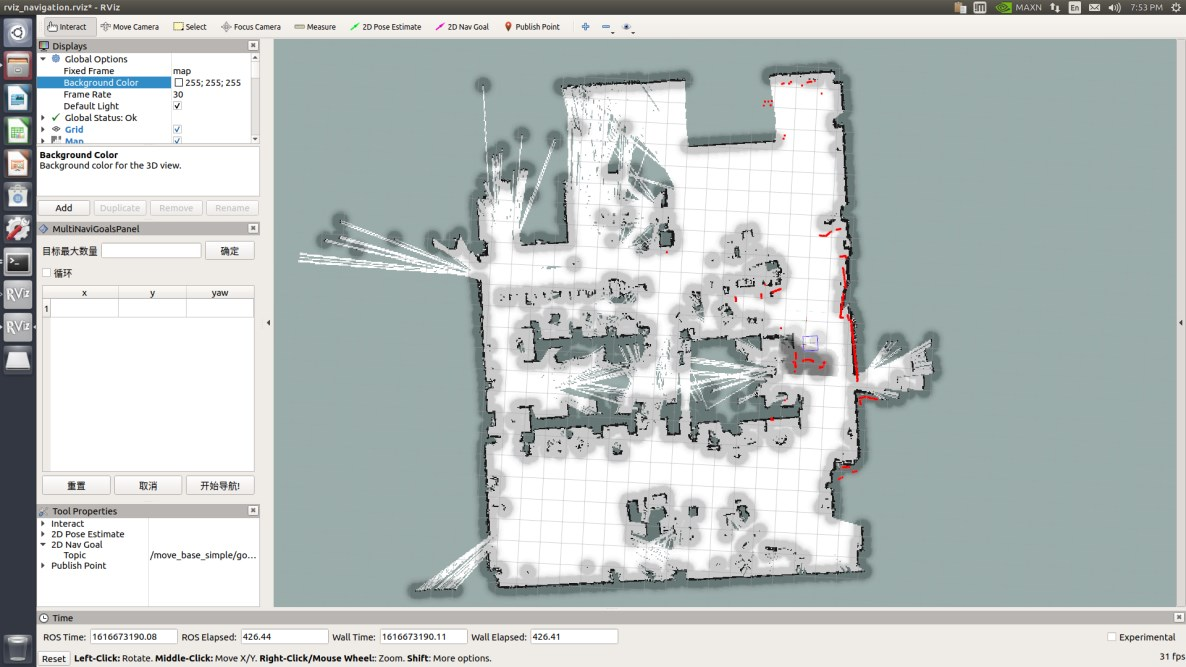 rviz_navigation.rviz* - RViz
MAXN
En
7:53 PM
Interact
Move Camera
Select
Focus Camera
Measure
2D Pose Estimate
2D Nav Goal
Publish Point
Displays
Global Options
Fixed Frame map
Background Color 255; 255; 255
Frame Rate 30
Default Light
Global Status: Ok
Grid
Map
Background Color
Background color for the 3D view.
Add Duplicate Remove Rename
MultiNaviGoalsPanel
目标最大数量 确定
循环
x y yaw
1
重置 取消 开始导航!
Tool Properties
Interact
2D Pose Estimate
2D Nav Goal
Topic /move_base_simple/go...
Publish Point
RViz
RViz
Time
ROS Time: 1616673190.08 ROS Elapsed: 426.44 Wall Time: 1616673190.11 Wall Elapsed: 426.41 Experimental
Reset Left-Click: Rotate. Middle-Click: Move X/Y. Right-Click/Mouse Wheel:: Zoom. Shift: More options. 31 fps